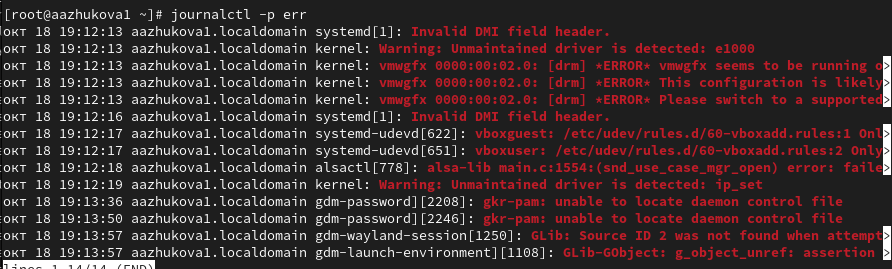 [root@aazhukova1 ~]# journalctl -p err
окт 18 19:12:13 aazhukova1.localdomain systemd[1]: Invalid DMI field header.
окт 18 19:12:13 aazhukova1.localdomain kernel: Warning: Unmaintained driver is detected: e1000
окт 18 19:12:13 aazhukova1.localdomain kernel: vmwgfx 0000:00:02.0: [drm] *ERROR* vmwgfx seems to be running o>
окт 18 19:12:13 aazhukova1.localdomain kernel: vmwgfx 0000:00:02.0: [drm] *ERROR* This configuration is likely>
окт 18 19:12:13 aazhukova1.localdomain kernel: vmwgfx 0000:00:02.0: [drm] *ERROR* Please switch to a supported>
окт 18 19:12:16 aazhukova1.localdomain systemd[1]: Invalid DMI field header.
окт 18 19:12:17 aazhukova1.localdomain systemd-udevd[622]: vboxguest: /etc/udev/rules.d/60-vboxadd.rules:1 Onl>
окт 18 19:12:17 aazhukova1.localdomain systemd-udevd[651]: vboxuser: /etc/udev/rules.d/60-vboxadd.rules:2 Only>
окт 18 19:12:18 aazhukova1.localdomain alsactl[778]: alsa-lib main.c:1554:(snd_use_case_mgr_open) error: faile>
окт 18 19:12:19 aazhukova1.localdomain kernel: Warning: Unmaintained driver is detected: ip_set
окт 18 19:13:36 aazhukova1.localdomain gdm-password][2208]: gkr-pam: unable to locate daemon control file
окт 18 19:13:50 aazhukova1.localdomain gdm-password][2246]: gkr-pam: unable to locate daemon control file
окт 18 19:13:57 aazhukova1.localdomain gdm-wayland-session[1250]: GLib: Source ID 2 was not found when attempt>
окт 18 19:13:57 aazhukova1.localdomain gdm-launch-environment][1108]: GLib-GObject: g_object_unref: assertion >
lines 1-14/14 (END)